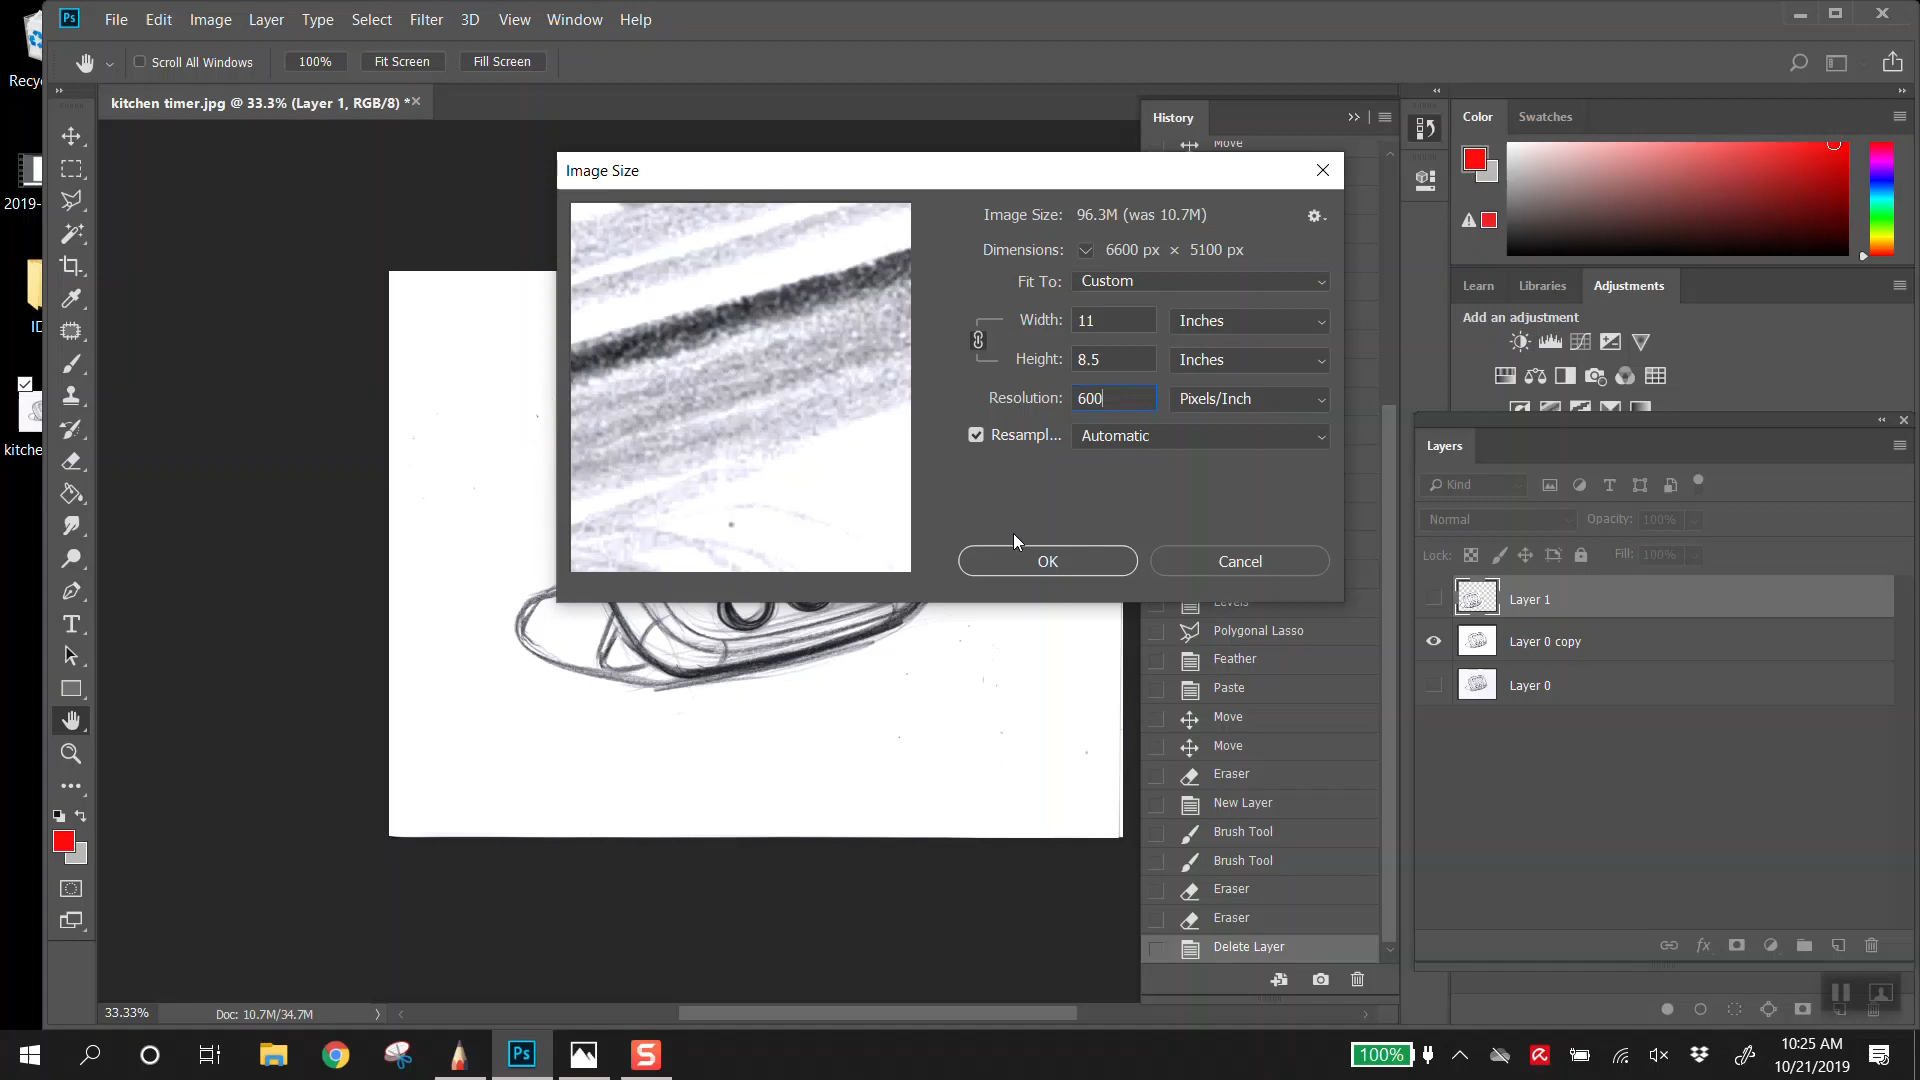 Ps File Edit Image Layer Type Select Filter 3D View Window Help
Scroll All Windows 100% Fit Screen Fill Screen
kitchen timer.jpg @ 33.3% (Layer 1, RGB/8) *
Recyc
2019-
ID
kitche
Image Size
Image Size: 96.3M (was 10.7M)
Dimensions: 6600 px × 5100 px
Fit To: Custom
Width: 11 Inches
Height: 8.5 Inches
Resolution: 600 Pixels/Inch
Resampl... Automatic
OK Cancel
History
Move
Levels
Polygonal Lasso
Feather
Paste
Move
Move
Eraser
New Layer
Brush Tool
Brush Tool
Eraser
Eraser
Delete Layer
Color Swatches
Learn Libraries Adjustments
Add an adjustment
Layers
Kind
Normal Opacity: 100%
Lock: Fill: 100%
Layer 1
Layer 0 copy
Layer 0
fx
33.33% Doc: 10.7M/34.7M
Ps
S
100%
10:25 AM
10/21/2019